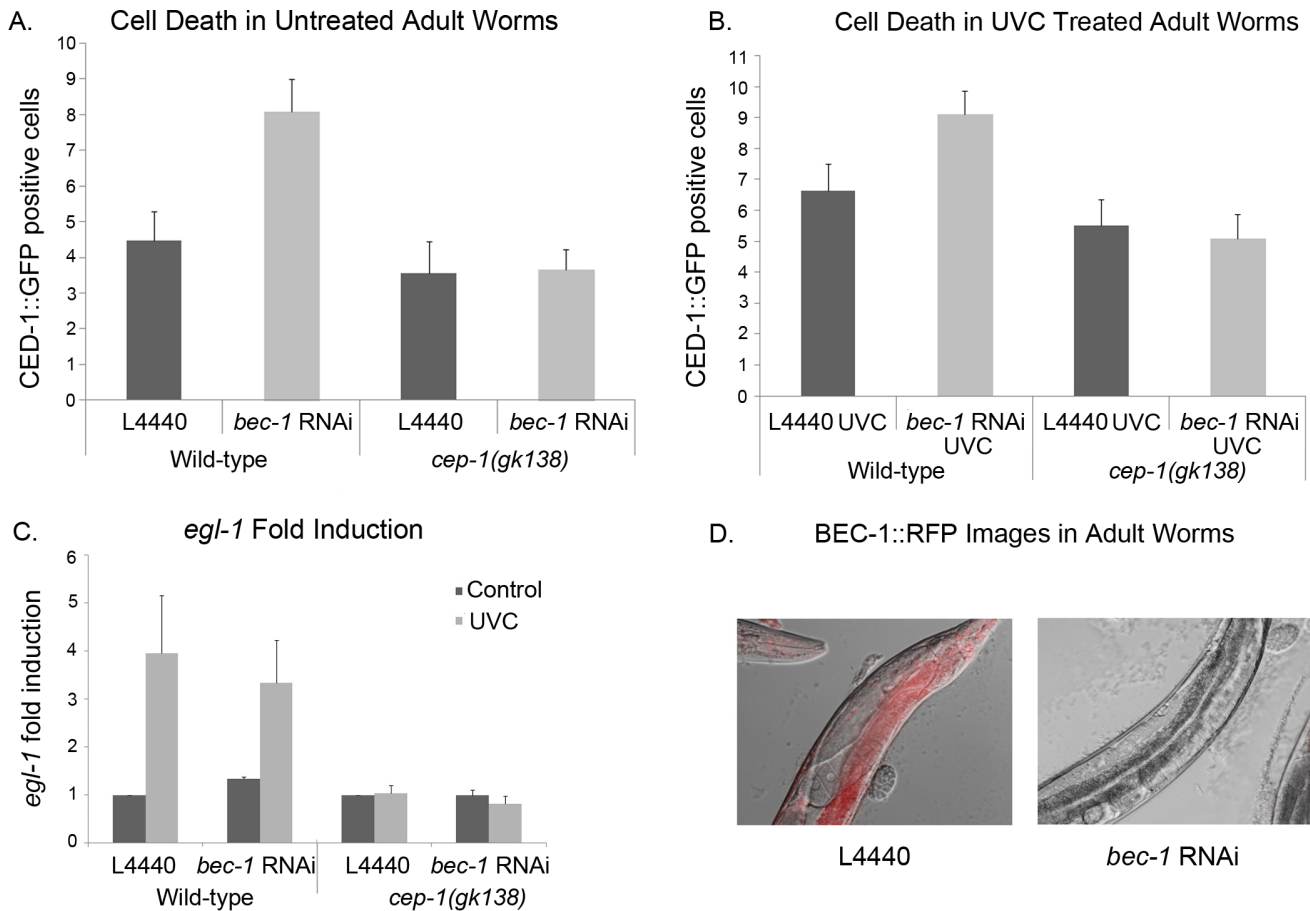 A. Cell Death in Untreated Adult Worms
CED-1::GFP positive cells
10
9
8
7
6
5
4
3
2
1
0
L4440 bec-1 RNAi L4440 bec-1 RNAi
Wild-type cep-1(gk138)
B. Cell Death in UVC Treated Adult Worms
CED-1::GFP positive cells
11
10
9
8
7
6
5
4
3
2
1
0
L4440 UVC bec-1 RNAi L4440 UVC bec-1 RNAi
UVC UVC
Wild-type cep-1(gk138)
C. egl-1 Fold Induction
egl-1 fold induction
6
5
4
3
2
1
0
Control
UVC
L4440 bec-1 RNAi L4440 bec-1 RNAi
Wild-type cep-1(gk138)
D. BEC-1::RFP Images in Adult Worms
L4440 bec-1 RNAi